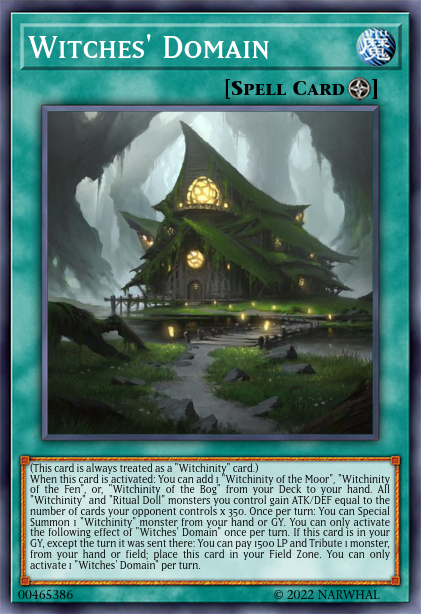 Witches' Domain
魔
[Spell Card]
(This card is always treated as a "Witchinity" card.)
When this card is activated: You can add 1 "Witchinity of the Moor", "Witchinity
of the Fen", or, "Witchinity of the Bog" from your Deck to your hand. All
"Witchinity" and "Ritual Doll" monsters you control gain ATK/DEF equal to the
number of cards your opponent controls x 350. Once per turn: You can Special
Summon 1 "Witchinity" monster from your hand or GY. You can only activate
the following effect of "Witches' Domain" once per turn. If this card is in your
GY, except the turn it was sent there: You can pay 1500 LP and Tribute 1 monster,
from your hand or field; place this card in your Field Zone. You can only
activate 1 "Witches' Domain" per turn.
00465386
© 2022 NARWHAL